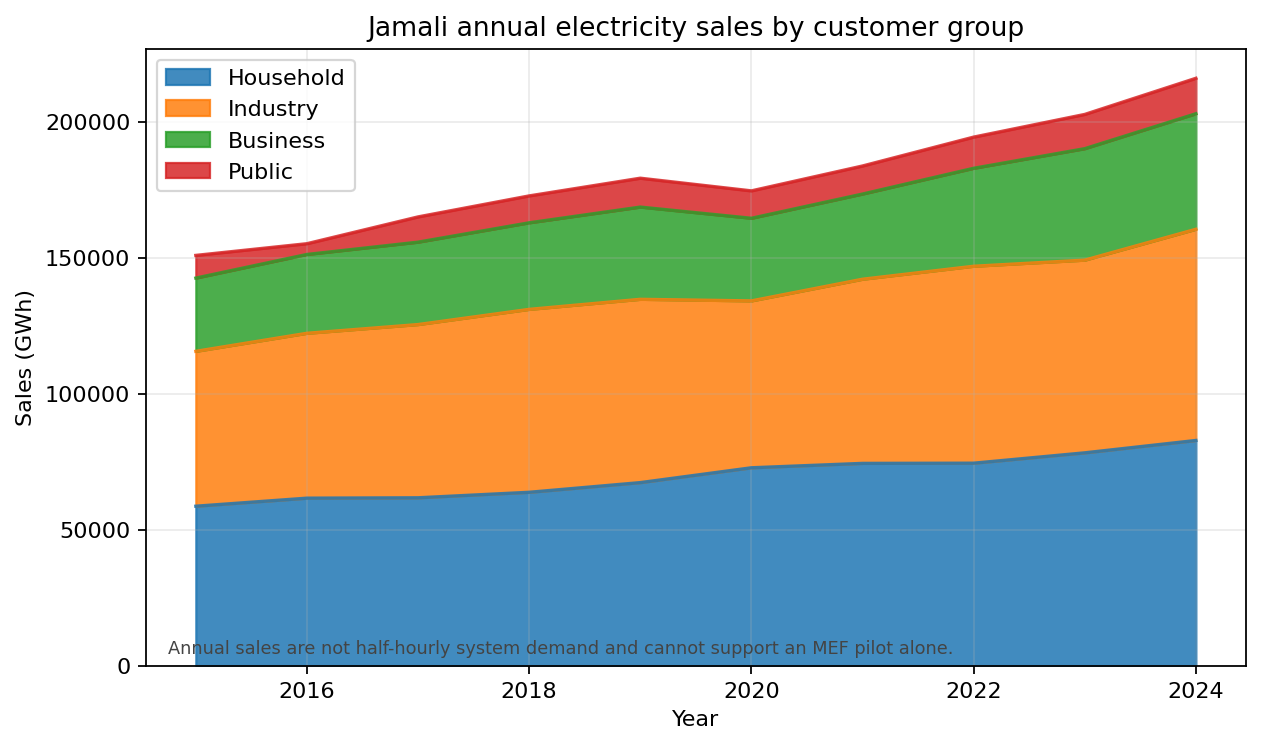 Jamali annual electricity sales by customer group
Household
Industry
Business
Public
Sales (GWh)
200000
150000
100000
50000
0
Annual sales are not half-hourly system demand and cannot support an MEF pilot alone.
2016 2018 2020 2022 2024
Year